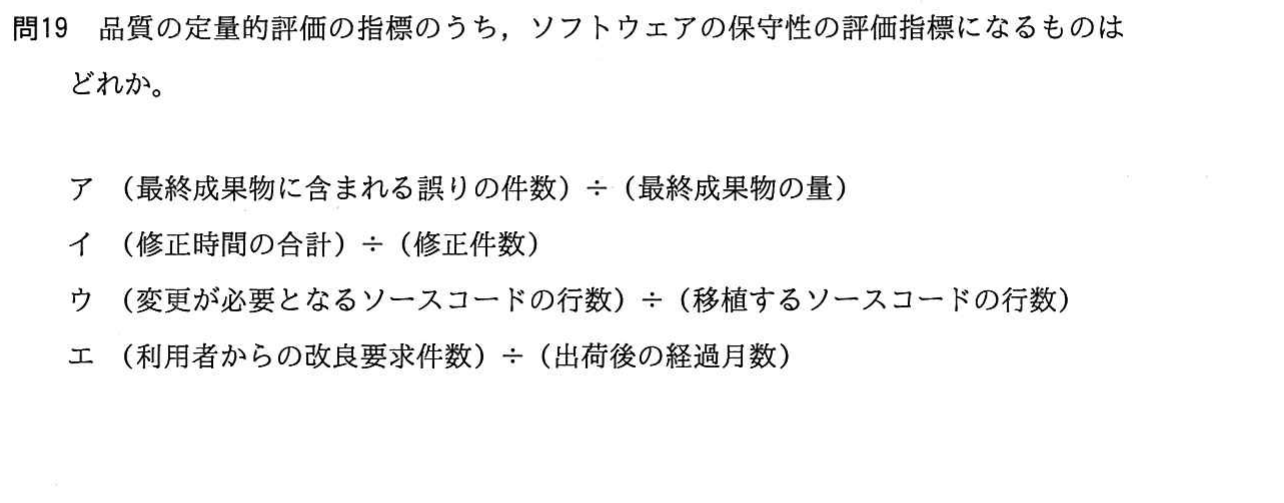 問19　品質の定量的評価の指標のうち，ソフトウェアの保守性の評価指標になるものは
どれか。
ア　（最終成果物に含まれる誤りの件数）÷（最終成果物の量）
イ　（修正時間の合計）÷（修正件数）
ウ　（変更が必要となるソースコードの行数）÷（移植するソースコードの行数）
エ　（利用者からの改良要求件数）÷（出荷後の経過月数）